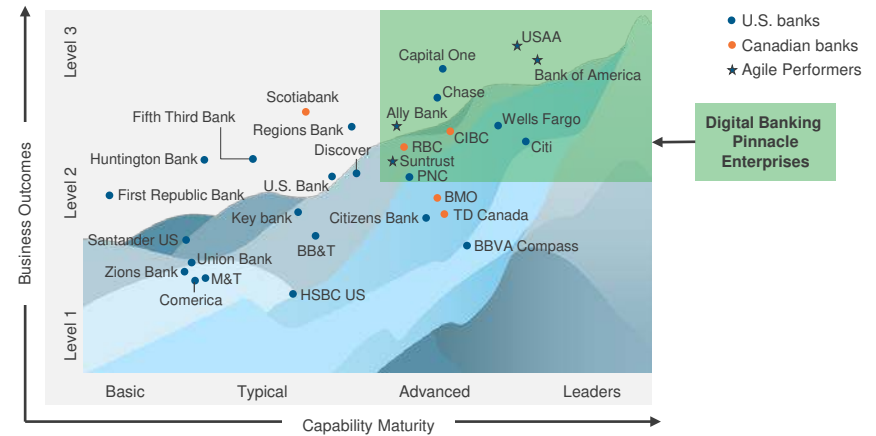 U.S. banks
Canadian banks
Agile Performers
Business Outcomes
Level 3
Level 2
Level 1
USAA
Capital One
Bank of America
Chase
Scotiabank
Fifth Third Bank
Ally Bank
Wells Fargo
Regions Bank
CIBC
RBC
Citi
Discover
Huntington Bank
Suntrust
PNC
U.S. Bank
First Republic Bank
BMO
Key bank
Citizens Bank
TD Canada
Santander US
BB&T
BBVA Compass
Union Bank
Zions Bank
M&T
Comerica
HSBC US
Digital Banking
Pinnacle
Enterprises
Basic
Typical
Advanced
Leaders
Capability Maturity